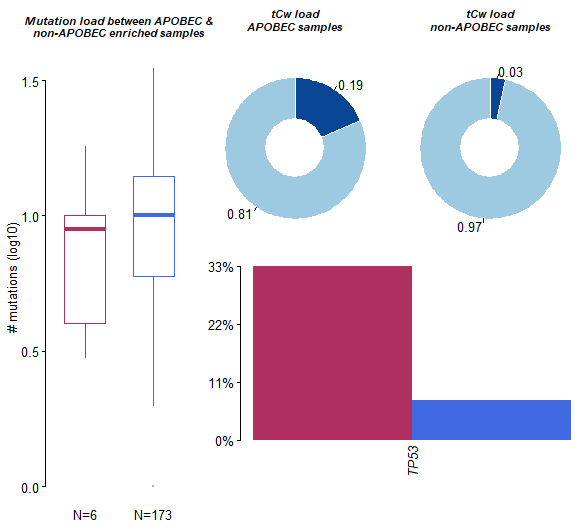 Mutation load between APOBEC &
non-APOBEC enriched samples
# mutations (log10)
1.5
1.0
0.5
0.0
N=6
N=173
tCw load
APOBEC samples
0.19
0.81
tCw load
non-APOBEC samples
0.03
0.97
33%
22%
11%
0%
TP53